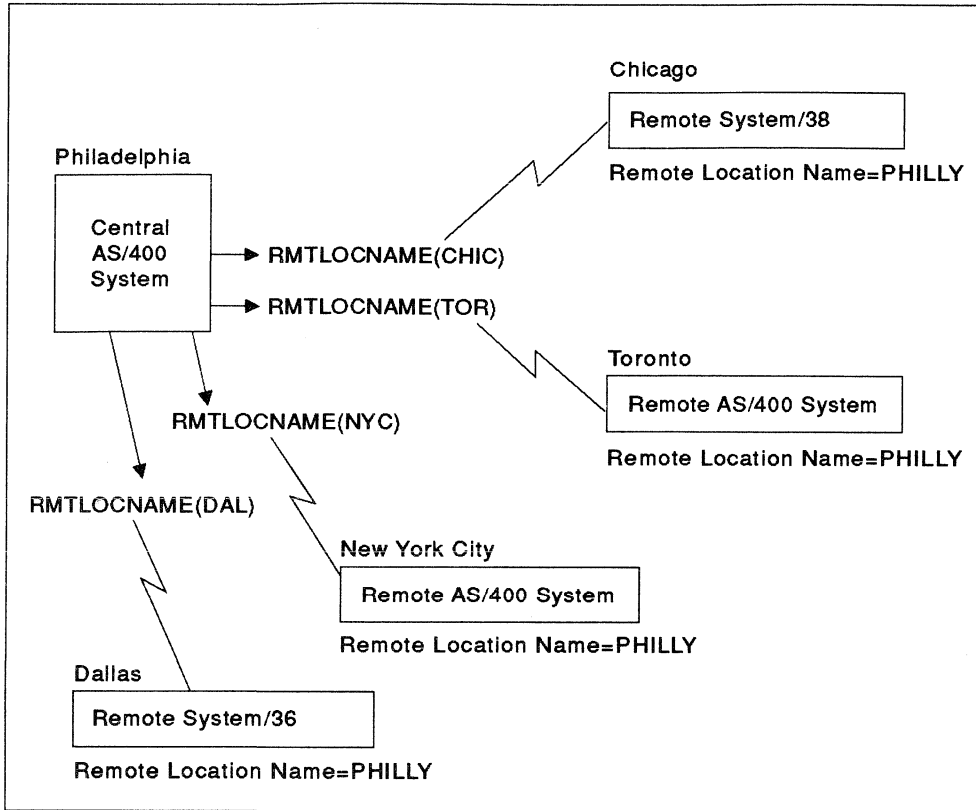 Chicago
Remote System/38
Remote Location Name=PHILLY
Philadelphia
Central
AS/400
System
RMTLOCNAME(CHIC)
RMTLOCNAME(TOR)
Toronto
Remote AS/400 System
Remote Location Name=PHILLY
RMTLOCNAME(NYC)
RMTLOCNAME(DAL)
New York City
Remote AS/400 System
Remote Location Name=PHILLY
Dallas
Remote System/36
Remote Location Name=PHILLY